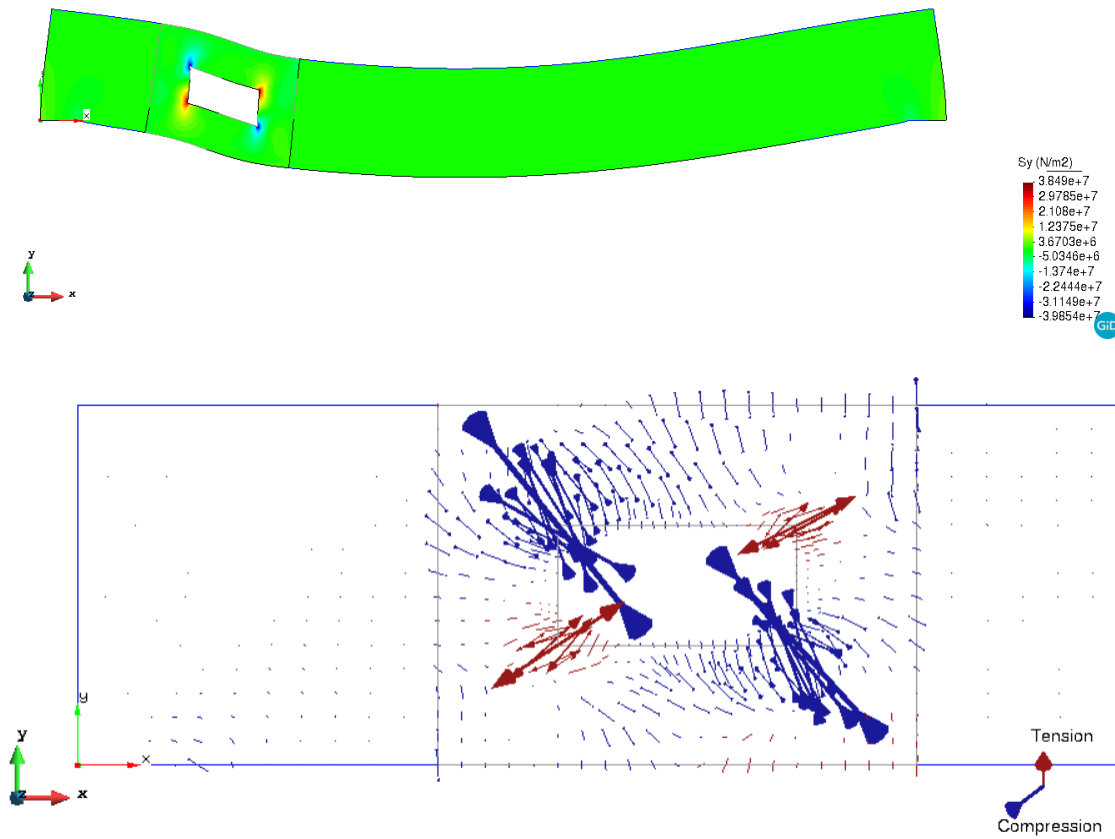 x
Sy (N/m2)
3.849e+7
2.9785e+7
2.108e+7
1.2375e+7
3.6703e+6
-5.0346e+6
-1.374e+7
-2.2444e+7
-3.1149e+7
-3.9854e+7
GiD
y
z
x
y
x
y
z
x
Tension
Compression